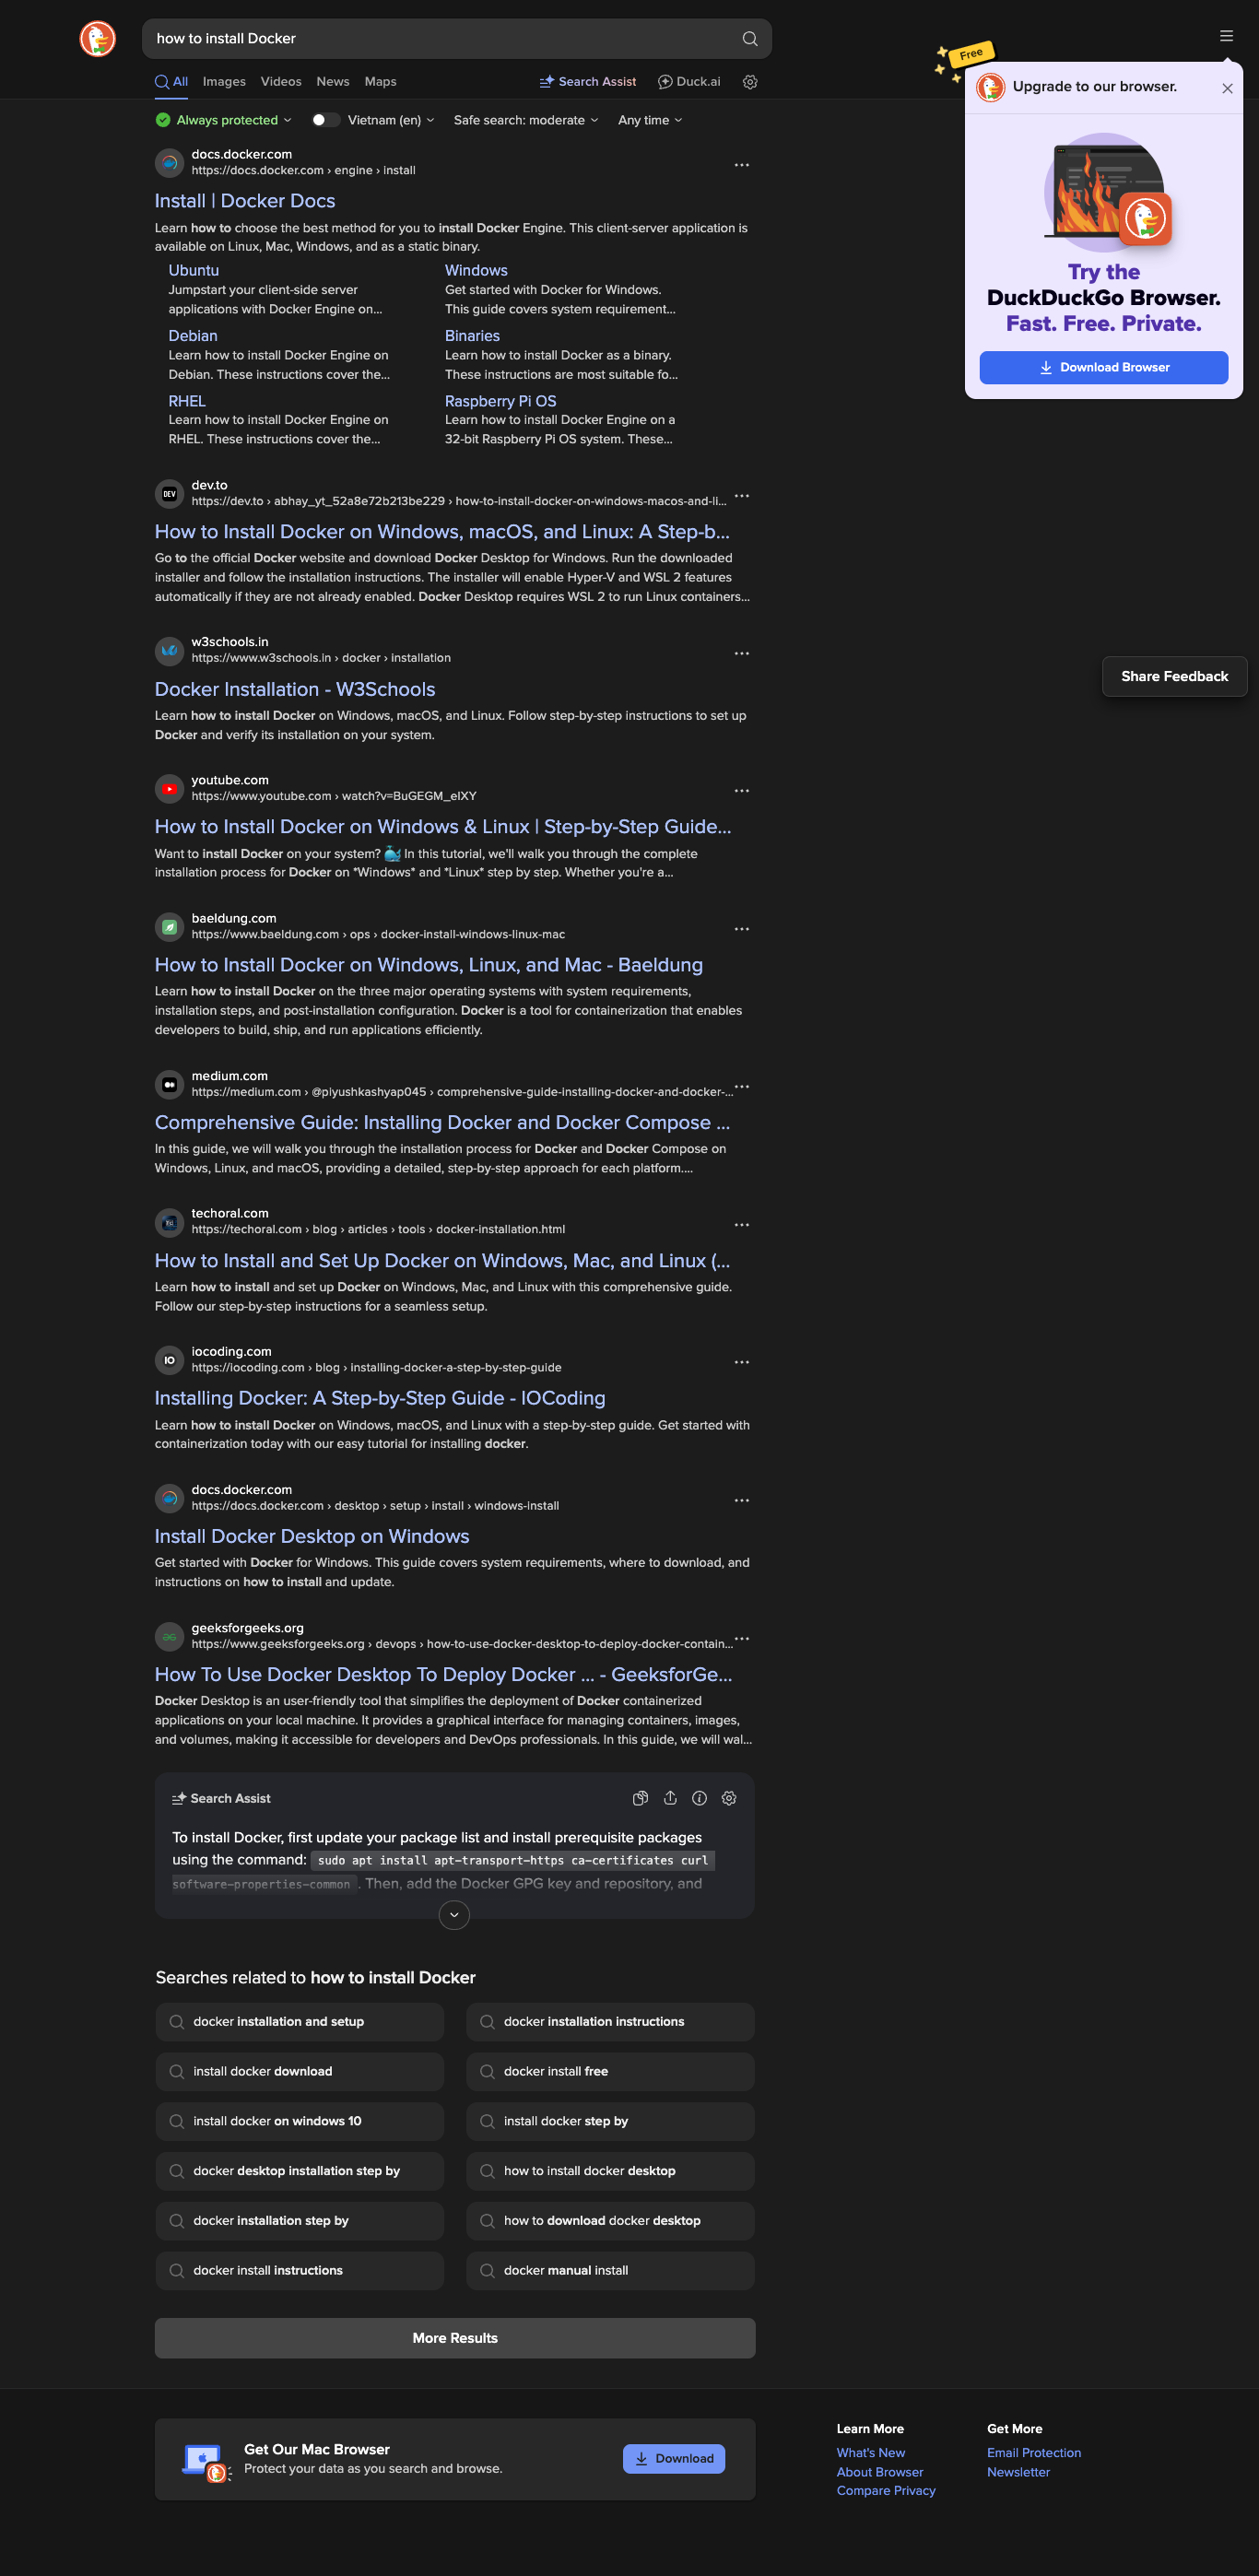 how to install Docker
All
Images
Videos
News
Maps
Search Assist
Duck.ai
Always protected
Vietnam (en)
Safe search: moderate
Any time
Free
Upgrade to our browser.
Try the
DuckDuckGo Browser.
Fast. Free. Private.
Download Browser
docs.docker.com
https://docs.docker.com › engine › install
Install | Docker Docs
Learn how to choose the best method for you to install Docker Engine. This client-server application is
available on Linux, Mac, Windows, and as a static binary.
Ubuntu
Jumpstart your client-side server
applications with Docker Engine on...
Windows
Get started with Docker for Windows.
This guide covers system requirement...
Debian
Learn how to install Docker Engine on
Debian. These instructions cover the...
Binaries
Learn how to install Docker as a binary.
These instructions are most suitable fo...
RHEL
Learn how to install Docker Engine on
RHEL. These instructions cover the...
Raspberry Pi OS
Learn how to install Docker Engine on a
32-bit Raspberry Pi OS system. These...
DEV
dev.to
https://dev.to › abhay_yt_52a8e72b213be229 › how-to-install-docker-on-windows-macos-and-li...
How to Install Docker on Windows, macOS, and Linux: A Step-b...
Go to the official Docker website and download Docker Desktop for Windows. Run the downloaded
installer and follow the installation instructions. The installer will enable Hyper-V and WSL 2 features
automatically if they are not already enabled. Docker Desktop requires WSL 2 to run Linux containers...
w3schools.in
https://www.w3schools.in › docker › installation
Docker Installation - W3Schools
Learn how to install Docker on Windows, macOS, and Linux. Follow step-by-step instructions to set up
Docker and verify its installation on your system.
Share Feedback
youtube.com
https://www.youtube.com › watch?v=BuGEGM_eIXY
How to Install Docker on Windows & Linux | Step-by-Step Guide...
Want to install Docker on your system? 🐳 In this tutorial, we'll walk you through the complete
installation process for Docker on *Windows* and *Linux* step by step. Whether you're a...
baeldung.com
https://www.baeldung.com › ops › docker-install-windows-linux-mac
How to Install Docker on Windows, Linux, and Mac - Baeldung
Learn how to install Docker on the three major operating systems with system requirements,
installation steps, and post-installation configuration. Docker is a tool for containerization that enables
developers to build, ship, and run applications efficiently.
medium.com
https://medium.com › @piyushkashyap045 › comprehensive-guide-installing-docker-and-docker-...
Comprehensive Guide: Installing Docker and Docker Compose ...
In this guide, we will walk you through the installation process for Docker and Docker Compose on
Windows, Linux, and macOS, providing a detailed, step-by-step approach for each platform....
techoral.com
https://techoral.com › blog › articles › tools › docker-installation.html
How to Install and Set Up Docker on Windows, Mac, and Linux (...
Learn how to install and set up Docker on Windows, Mac, and Linux with this comprehensive guide.
Follow our step-by-step instructions for a seamless setup.
IO
iocoding.com
https://iocoding.com › blog › installing-docker-a-step-by-step-guide
Installing Docker: A Step-by-Step Guide - IOCoding
Learn how to install Docker on Windows, macOS, and Linux with a step-by-step guide. Get started with
containerization today with our easy tutorial for installing docker.
docs.docker.com
https://docs.docker.com › desktop › setup › install › windows-install
Install Docker Desktop on Windows
Get started with Docker for Windows. This guide covers system requirements, where to download, and
instructions on how to install and update.
geeksforgeeks.org
https://www.geeksforgeeks.org › devops › how-to-use-docker-desktop-to-deploy-docker-contain...
How To Use Docker Desktop To Deploy Docker ... - GeeksforGe...
Docker Desktop is an user-friendly tool that simplifies the deployment of Docker containerized
applications on your local machine. It provides a graphical interface for managing containers, images,
and volumes, making it accessible for developers and DevOps professionals. In this guide, we will wal...
Search Assist
To install Docker, first update your package list and install prerequisite packages
using the command: sudo apt install apt-transport-https ca-certificates curl
software-properties-common . Then, add the Docker GPG key and repository, and
Searches related to how to install Docker
docker installation and setup
docker installation instructions
install docker download
docker install free
install docker on windows 10
install docker step by
docker desktop installation step by
how to install docker desktop
docker installation step by
how to download docker desktop
docker install instructions
docker manual install
More Results
Get Our Mac Browser
Protect your data as you search and browse.
Download
Learn More
What's New
About Browser
Compare Privacy
Get More
Email Protection
Newsletter